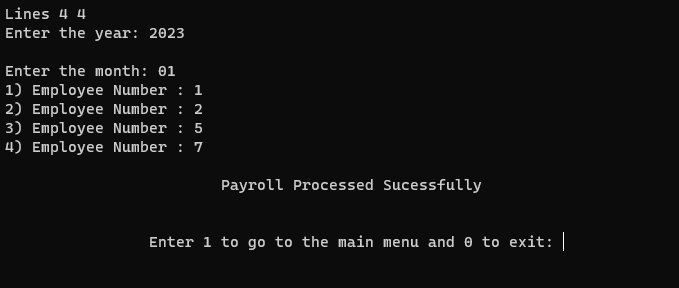 Lines 4 4
Enter the year: 2023
Enter the month: 01
1) Employee Number : 1
2) Employee Number : 2
3) Employee Number : 5
4) Employee Number : 7
Payroll Processed Sucessfully
Enter 1 to go to the main menu and 0 to exit: